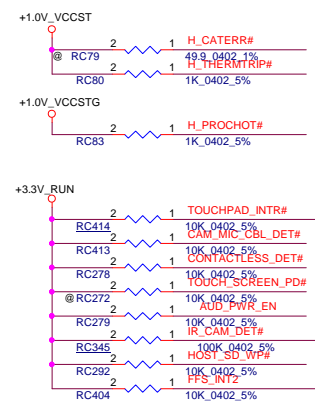 +1.0V_VCCST
2 1 H_CATERR#
@ RC79 49.9_0402_1%
2 1 H_THERMTRIP#
RC80 1K_0402_5%
+1.0V_VCCSTG
2 1 H_PROCHOT#
RC83 1K_0402_5%
+3.3V_RUN
2 1 TOUCHPAD_INTR#
RC414 10K_0402_5%
2 1 CAM_MIC_CBL_DET#
RC413 10K_0402_5%
2 1 CONTACTLESS_DET#
RC278 10K_0402_5%
2 1 TOUCH_SCREEN_PD#
@ RC272 10K_0402_5%
2 1 AUD_PWR_EN
RC279 10K_0402_5%
2 1 IR_CAM_DET#
RC345 100K_0402_5%
2 1 HOST_SD_WP#
RC292 10K_0402_5%
2 1 FFS_INT2
RC404 10K_0402_5%